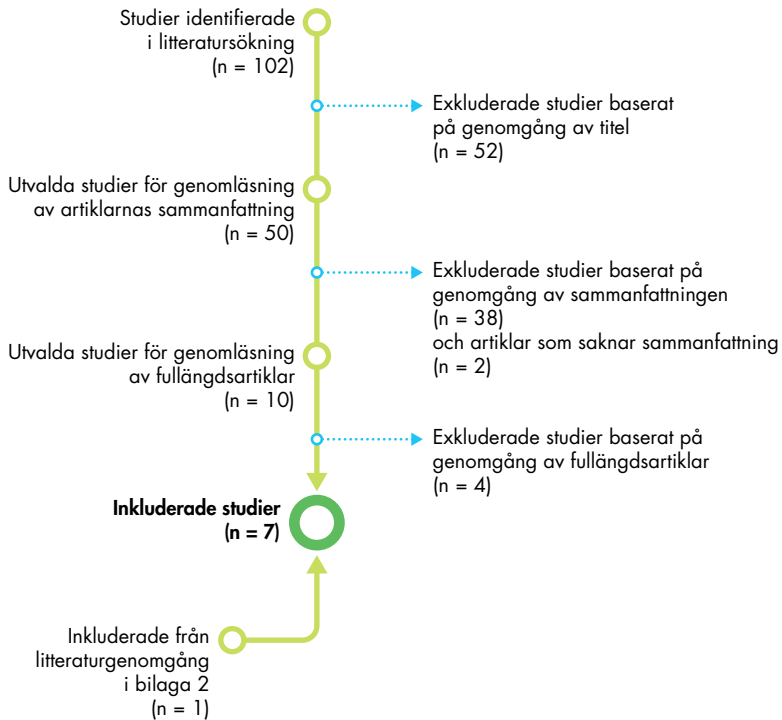 Studier identifierade
i litteratursökning
(n = 102)
Exkluderade studier baserat
på genomgång av titel
(n = 52)
Utvalda studier för genomläsning
av artiklarnas sammanfattning
(n = 50)
Exkluderade studier baserat på
genomgång av sammanfattningen
(n = 38)
och artiklar som saknar sammanfattning
(n = 2)
Utvalda studier för genomläsning
av fullängdsartiklar
(n = 10)
Exkluderade studier baserat på
genomgång av fullängdsartiklar
(n = 4)
Inkluderade studier
(n = 7)
Inkluderade från
litteraturgenomgång
i bilaga 2
(n = 1)